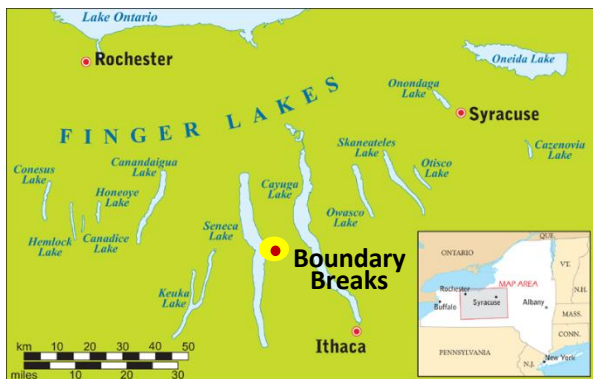 Lake Ontario
Rochester
Oneida Lake
Onondaga
Lake
Syracuse
FINGER LAKES
Skaneateles
Lake
Cazenovia
Lake
Otisco
Lake
Conesus
Lake
Canandaigua
Lake
Honeoye
Lake
Cayuga
Lake
Owasco
Lake
Hemlock
Lake
Canadice
Lake
Seneca
Lake
Boundary
Breaks
Keuka
Lake
Ithaca
km 10 20 30 40 50
miles 10 20 30
QUE.
ONTARIO
VT.
MAP AREA
N.H.
Rochester
Syracuse
Albany
Buffalo
MASS.
CONN.
PENNSYLVANIA
N.J.
New York